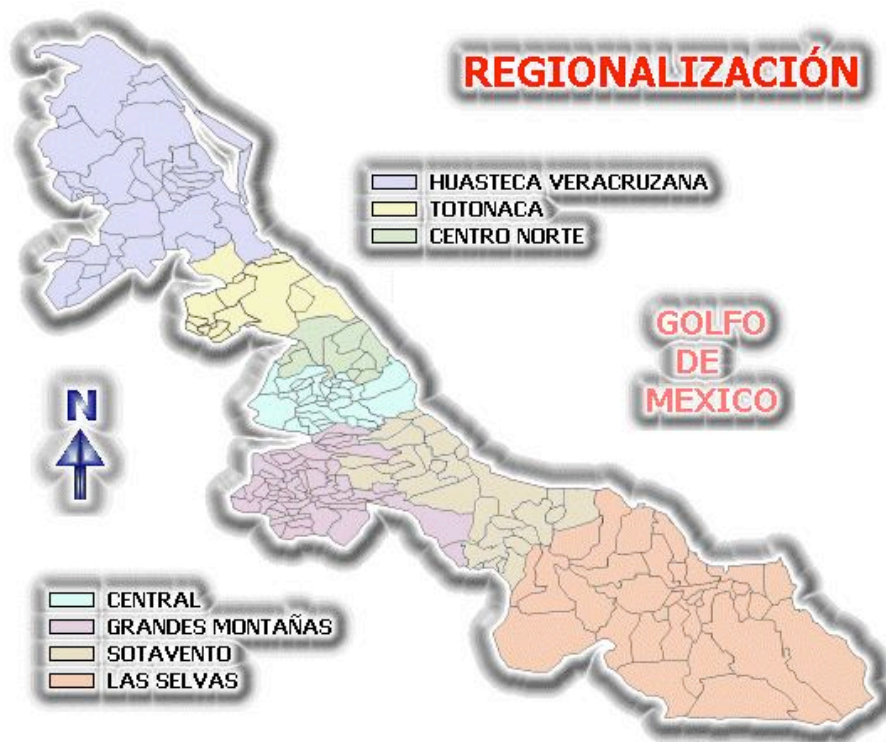 REGIONALIZACIÓN
HUASTECA VERACRUZANA
TOTONACA
CENTRO NORTE
GOLFO
DE
MEXICO
N
CENTRAL
GRANDES MONTAÑAS
SOTAVENTO
LAS SELVAS